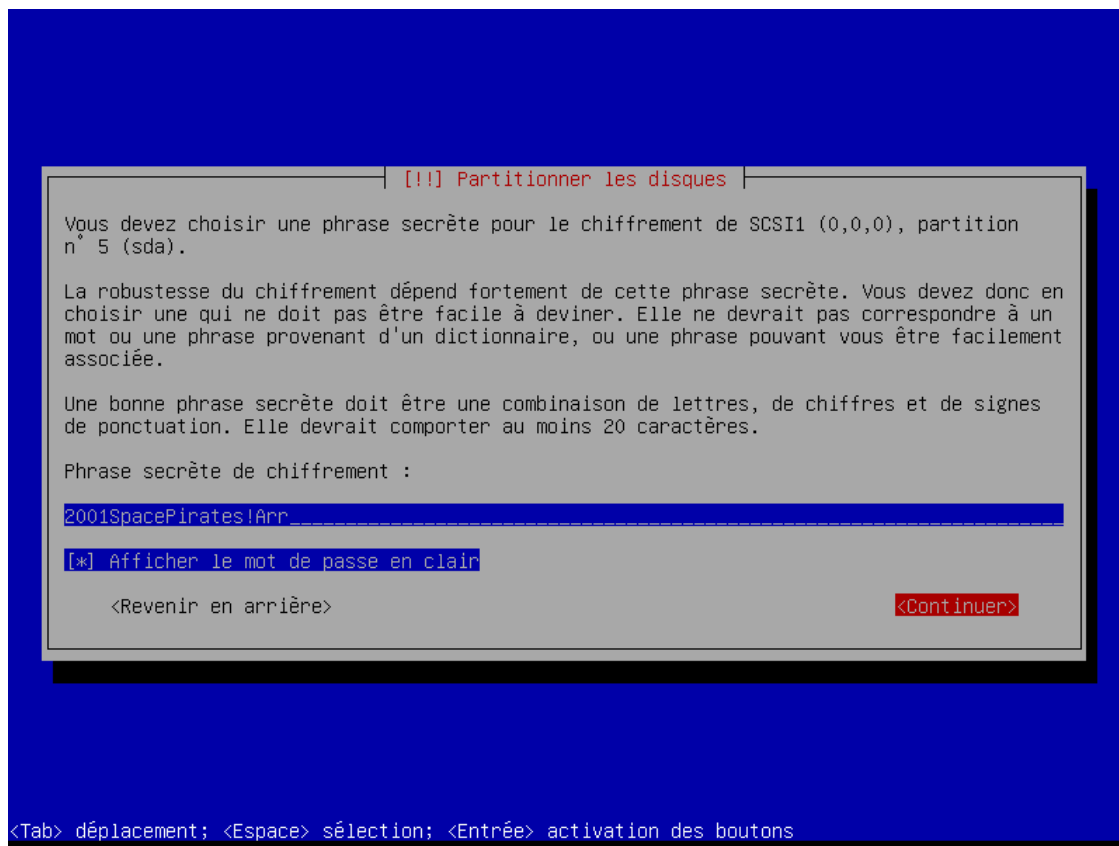 [!!] Partitionner les disques
Vous devez choisir une phrase secrète pour le chiffrement de SCSI1 (0,0,0), partition
n° 5 (sda).
La robustesse du chiffrement dépend fortement de cette phrase secrète. Vous devez donc en
choisir une qui ne doit pas être facile à deviner. Elle ne devrait pas correspondre à un
mot ou une phrase provenant d'un dictionnaire, ou une phrase pouvant vous être facilement
associée.
Une bonne phrase secrète doit être une combinaison de lettres, de chiffres et de signes
de ponctuation. Elle devrait comporter au moins 20 caractères.
Phrase secrète de chiffrement :
2001SpacePirates!Arr
[*] Afficher le mot de passe en clair
<Revenir en arrière> <Continuer>
<Tab> déplacement; <Espace> sélection; <Entrée> activation des boutons